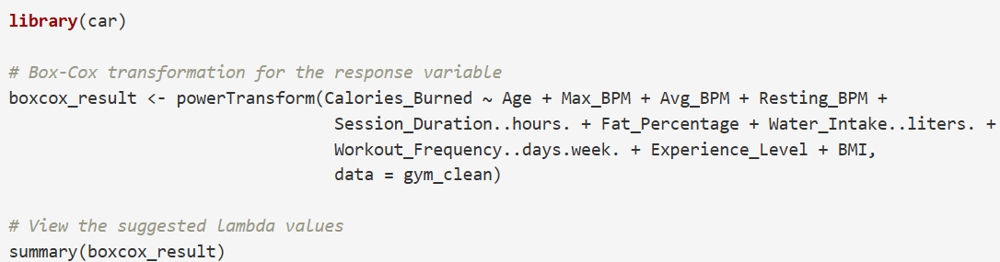 library(car)
# Box-Cox transformation for the response variable
boxcox_result <- powerTransform(Calories_Burned ~ Age + Max_BPM + Avg_BPM + Resting_BPM +
Session_Duration..hours. + Fat_Percentage + Water_Intake..liters. +
Workout_Frequency..days.week. + Experience_Level + BMI,
data = gym_clean)
# View the suggested lambda values
summary(boxcox_result)